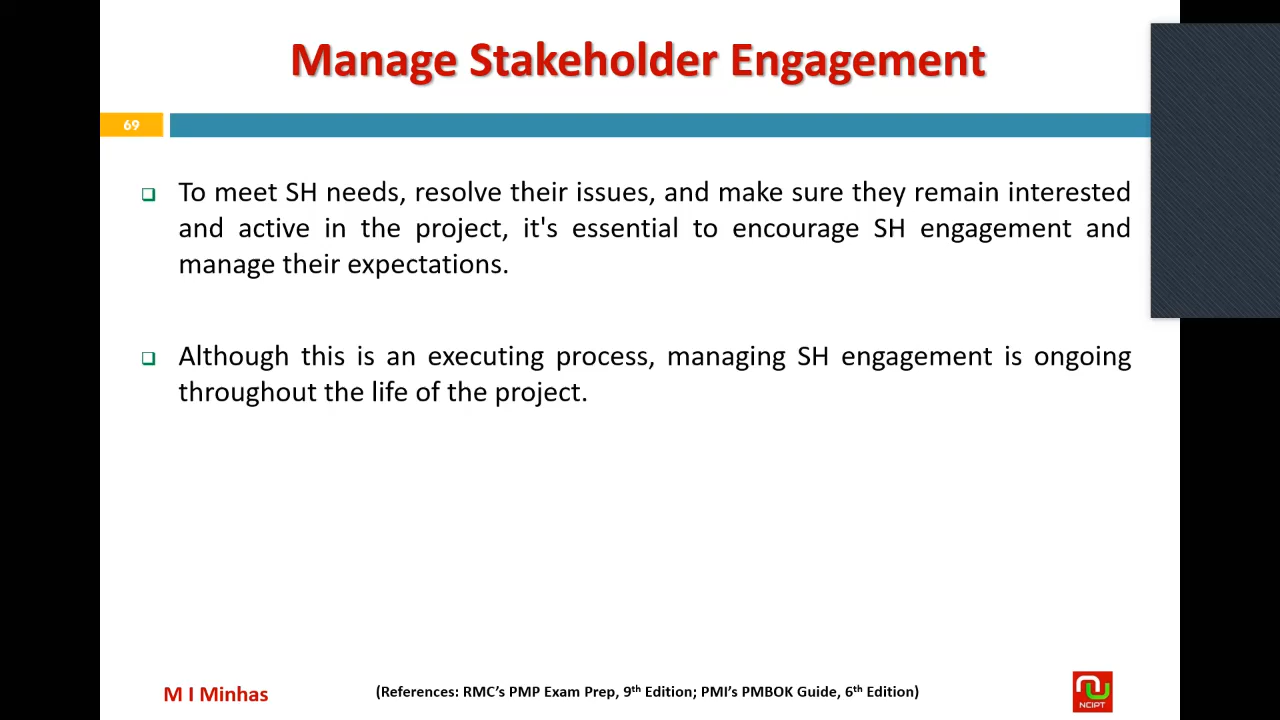 Manage Stakeholder Engagement
69
To meet SH needs, resolve their issues, and make sure they remain interested
and active in the project, it's essential to encourage SH engagement and
manage their expectations.
Although this is an executing process, managing SH engagement is ongoing
throughout the life of the project.
M I Minhas
(References: RMC’s PMP Exam Prep, 9th Edition; PMI’s PMBOK Guide, 6th Edition)
NCIPT